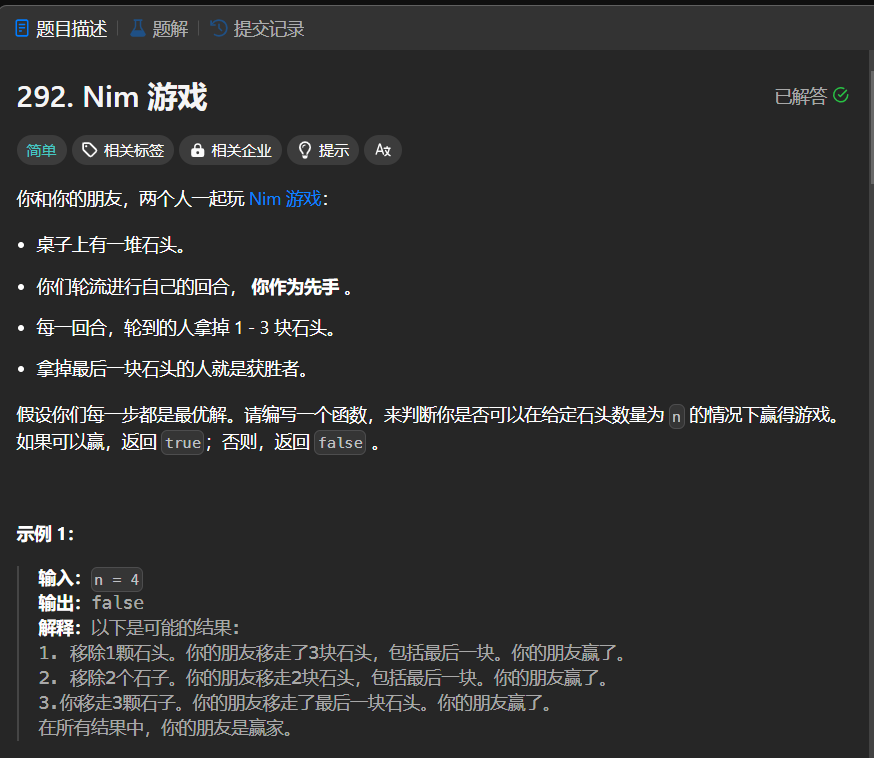 题目描述 题解 提交记录
292. Nim 游戏 已解答
简单 相关标签 相关企业 提示 Aあ
你和你的朋友，两个人一起玩 Nim 游戏：
桌子上有一堆石头。
你们轮流进行自己的回合， 你作为先手 。
每一回合，轮到的人拿掉 1 - 3 块石头。
拿掉最后一块石头的人就是获胜者。
假设你们每一步都是最优解。请编写一个函数，来判断你是否可以在给定石头数量为 n 的情况下赢得游戏。
如果可以赢，返回 true；否则，返回 false 。
示例 1：
输入：n = 4
输出：false
解释：以下是可能的结果：
1. 移除1颗石头。你的朋友移走了3块石头，包括最后一块。你的朋友赢了。
2. 移除2个石子。你的朋友移走2块石头，包括最后一块。你的朋友赢了。
3.你移走3颗石子。你的朋友移走了最后一块石头。你的朋友赢了。
在所有结果中，你的朋友是赢家。